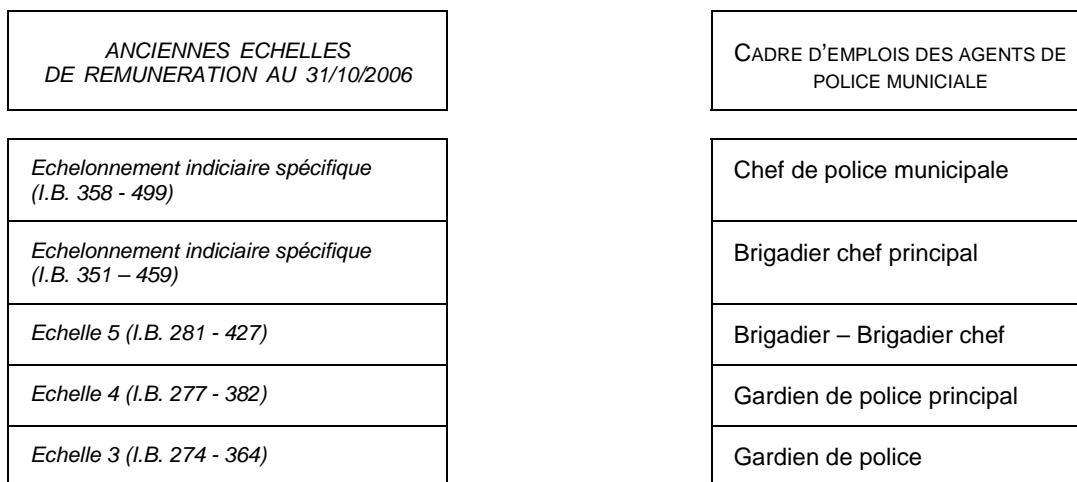 ANCIENNES ECHELLES
DE REMUNERATION AU 31/10/2006
CADRE D'EMPLOIS DES AGENTS DE
POLICE MUNICIALE
Echelonnement indiciaire spécifique
(I.B. 358 - 499)
Chef de police municipale
Echelonnement indiciaire spécifique
(I.B. 351 – 459)
Brigadier chef principal
Echelle 5 (I.B. 281 - 427)
Brigadier – Brigadier chef
Echelle 4 (I.B. 277 - 382)
Gardien de police principal
Echelle 3 (I.B. 274 - 364)
Gardien de police